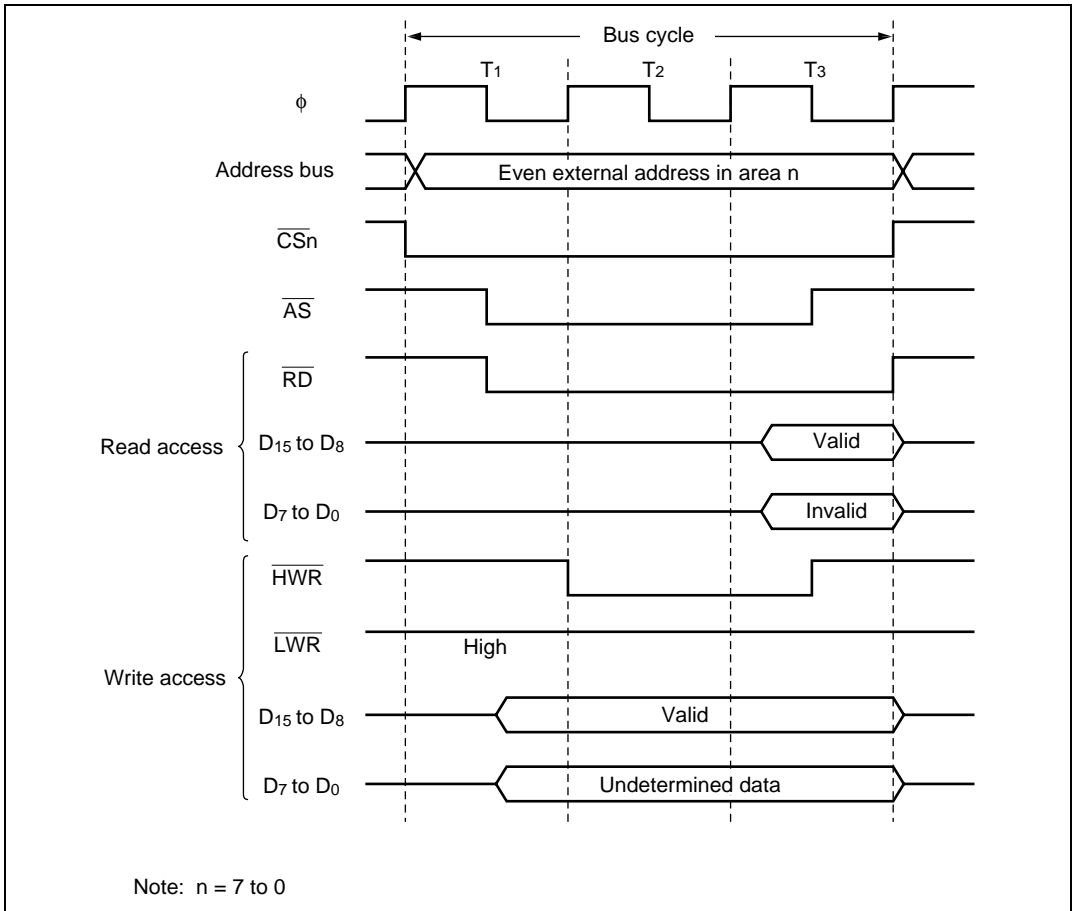 Bus cycle
T1 T2 T3
ϕ
Address bus Even external address in area n
CSn
AS
RD
Read access D15 to D8 Valid
D7 to D0 Invalid
HWR
LWR High
Write access D15 to D8 Valid
D7 to D0 Undetermined data
Note: n = 7 to 0